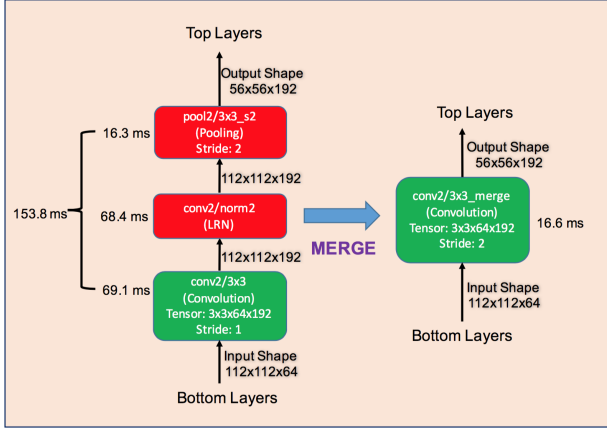 Top Layers
Output Shape
56x56x192
pool2/3x3_s2
(Pooling)
Stride: 2
16.3 ms
112x112x192
conv2/norm2
(LRN)
68.4 ms
153.8 ms
112x112x192
conv2/3x3
(Convolution)
Tensor: 3x3x64x192
Stride: 1
69.1 ms
Input Shape
112x112x64
Bottom Layers
MERGE
Top Layers
Output Shape
56x56x192
conv2/3x3_merge
(Convolution)
Tensor: 3x3x64x192
Stride: 2
16.6 ms
Input Shape
112x112x64
Bottom Layers